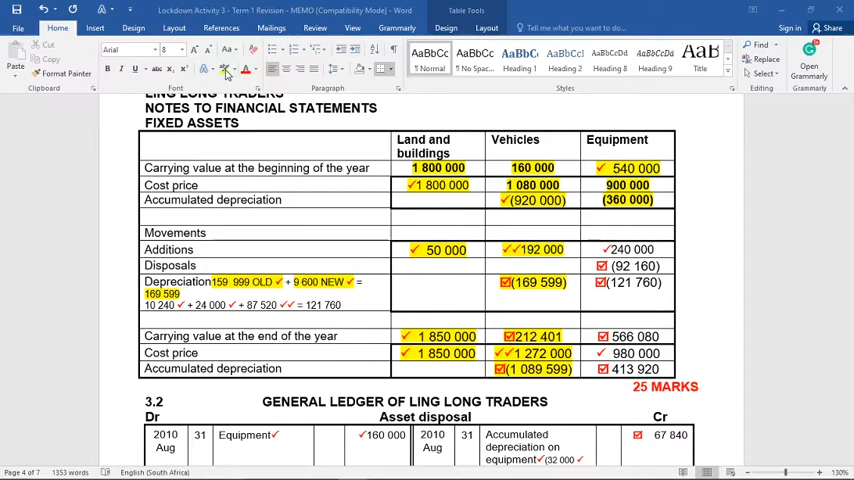 Lockdown Activity 3 - Term 1 Revision - MEMO [Compatibility Mode] - Word
Table Tools
File Home Insert Draw Design Layout References Mailings Review View Grammarly Design Layout Tell me what you want to do... Sign in Share
Paste
Cut
Copy
Format Painter
Arial 8
AaBbCc AaBbCc AaBbCc AaBbCc AaBbCcDd AaBbCcDd AaB
¶ Normal ¶ No Spac... Heading 1 Heading 2 Heading 3 Heading 4 Title
Find
Replace
Select
Open Grammarly
Clipboard Font Paragraph Styles Editing Grammarly
LING LONG TRADERS
NOTES TO FINANCIAL STATEMENTS
FIXED ASSETS
Land and buildings Vehicles Equipment
Carrying value at the beginning of the year 1 800 000 160 000 ✓ 540 000
Cost price ✓1 800 000 1 080 000 900 000
Accumulated depreciation ✓(920 000) (360 000)
Movements
Additions ✓ 50 000 ✓✓192 000 ✓240 000
Disposals ☑(92 160)
Depreciation159 999 OLD ✓ + 9 600 NEW ✓ = ☑(169 599) ☑(121 760)
169 599
10 240 ✓ + 24 000 ✓ + 87 520 ✓✓ = 121 760
Carrying value at the end of the year ✓ 1 850 000 ☑212 401 ☑ 566 080
Cost price ✓ 1 850 000 ✓✓1 272 000 ✓ 980 000
Accumulated depreciation ☑(1 089 599) ☑ 413 920
25 MARKS
3.2 GENERAL LEDGER OF LING LONG TRADERS
Dr Asset disposal Cr
2010 31 Equipment✓ ✓160 000 2010 31 Accumulated ☑ 67 840
Aug Aug depreciation on
equipment✓(32 000 ✓
Page 4 of 7 1353 words English (South Africa) 130%